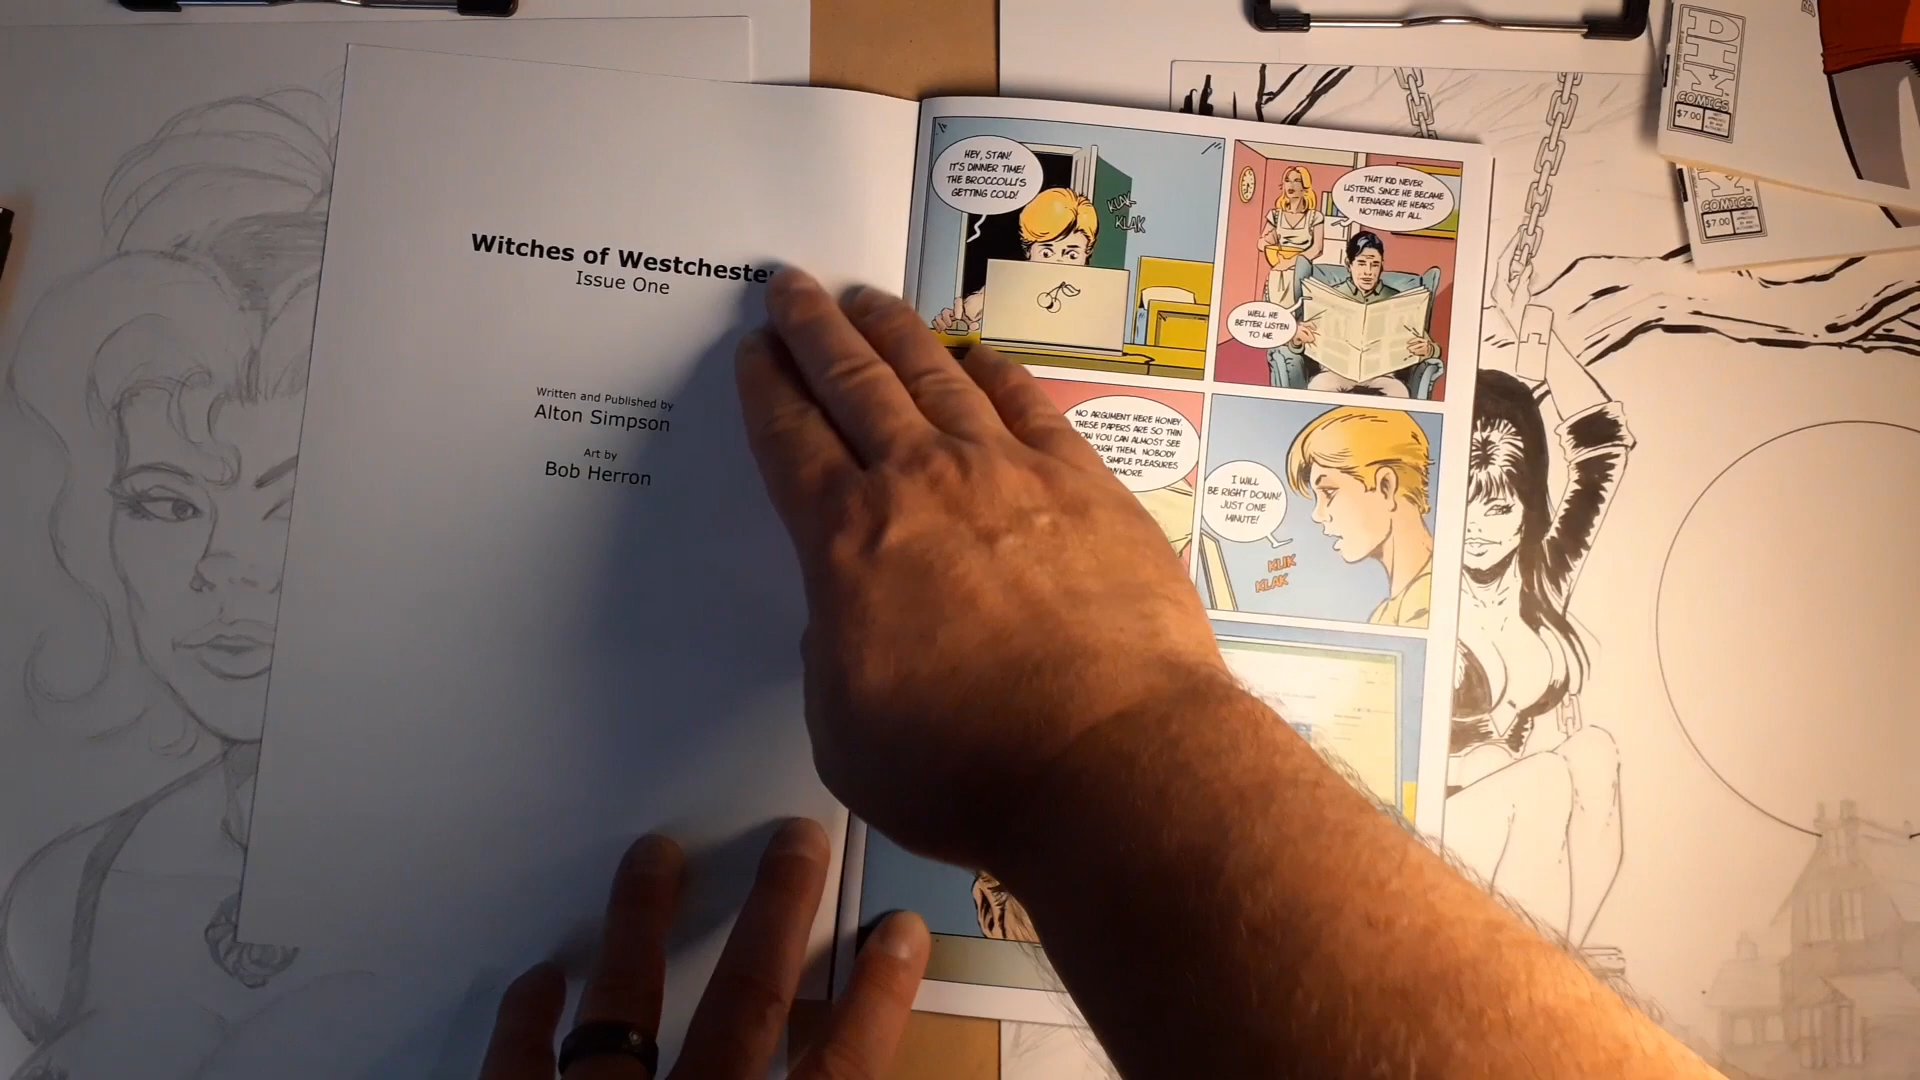 Witches of Westcheste
Issue One
Written and Published by
Alton Simpson
Art by
Bob Herron
HEY, STAN!
IT'S DINNER TIME!
THE BROCCOLLI'S
GETTING COLD!
KLAK
KLAK
THAT KID NEVER
LISTENS. SINCE HE BECAME
A TEENAGER HE HEARS
NOTHING AT ALL.
WELL HE
BETTER LISTEN
TO ME.
NO ARGUMENT HERE HONEY.
THESE PAPERS ARE SO THIN
YOU CAN ALMOST SEE
THEM. NOBODY
SIMPLE PLEASURES
I WILL
BE RIGHT DOWN!
JUST ONE
MINUTE!
KLIK
KLAK
PHX
COMICS
$7.00
COMICS
$7.00